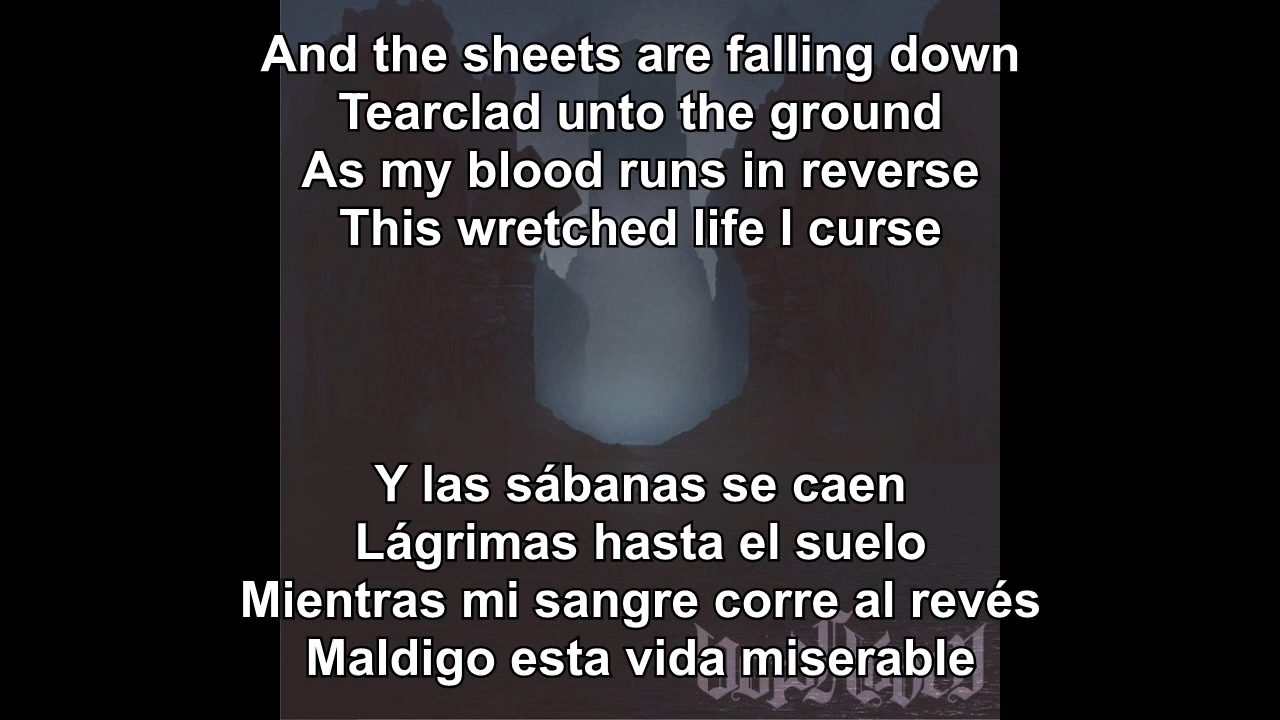 And the sheets are falling down
Tearclad unto the ground
As my blood runs in reverse
This wretched life I curse
Y las sábanas se caen
Lágrimas hasta el suelo
Mientras mi sangre corre al revés
Maldigo esta vida miserable